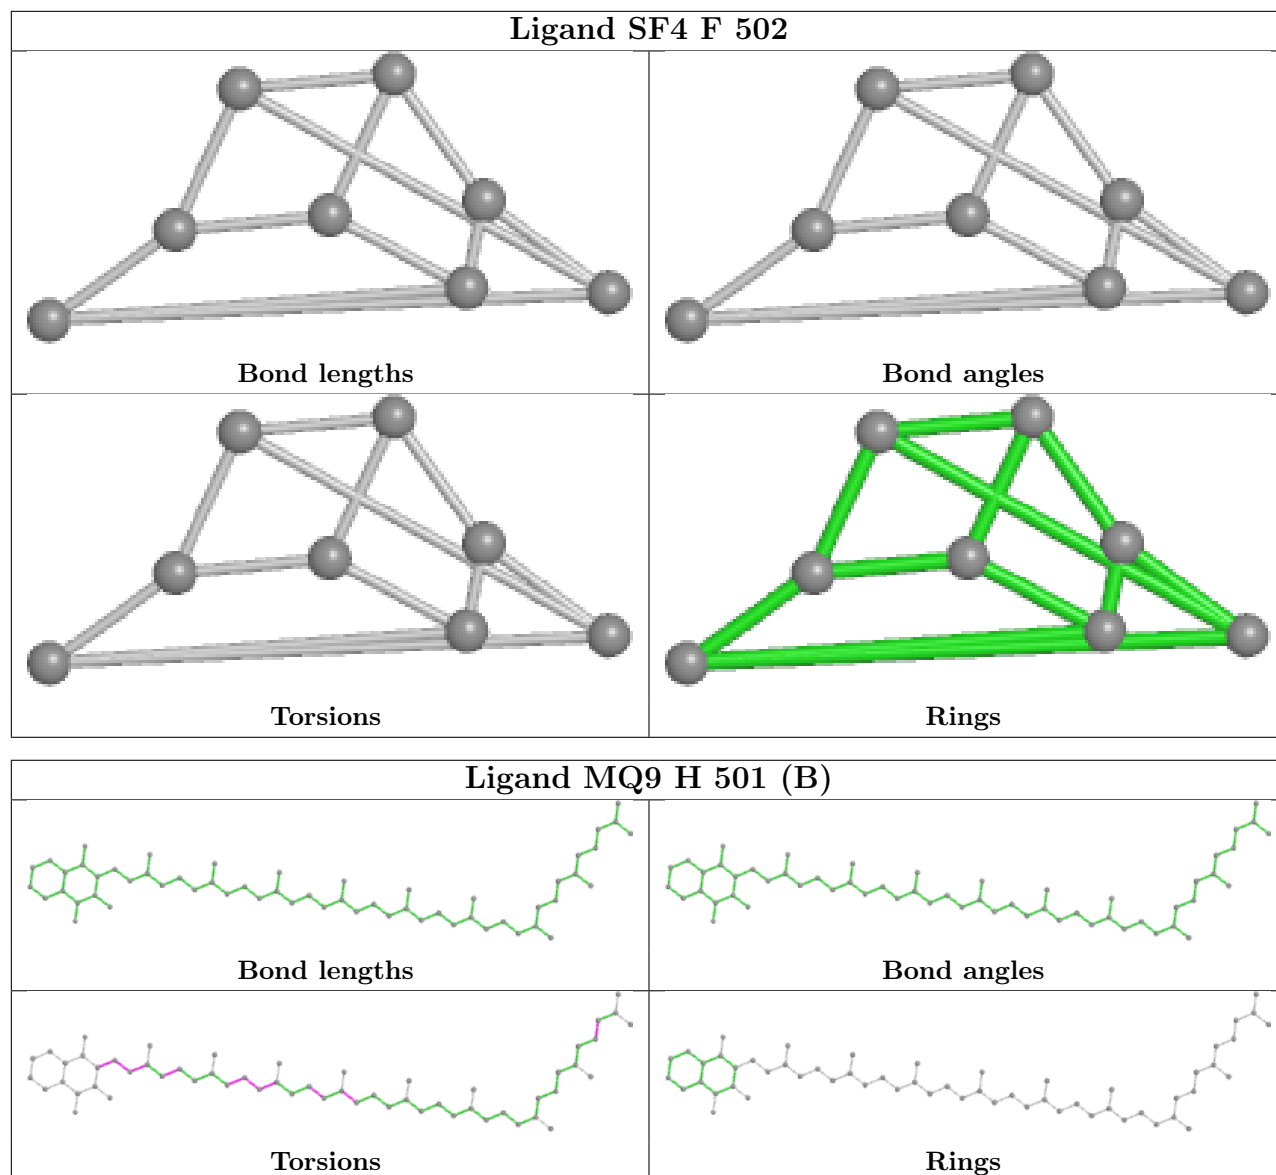 Ligand SF4 F 502
Bond lengths
Bond angles
Torsions
Rings
Ligand MQ9 H 501 (B)
Bond lengths
Bond angles
Torsions
Rings